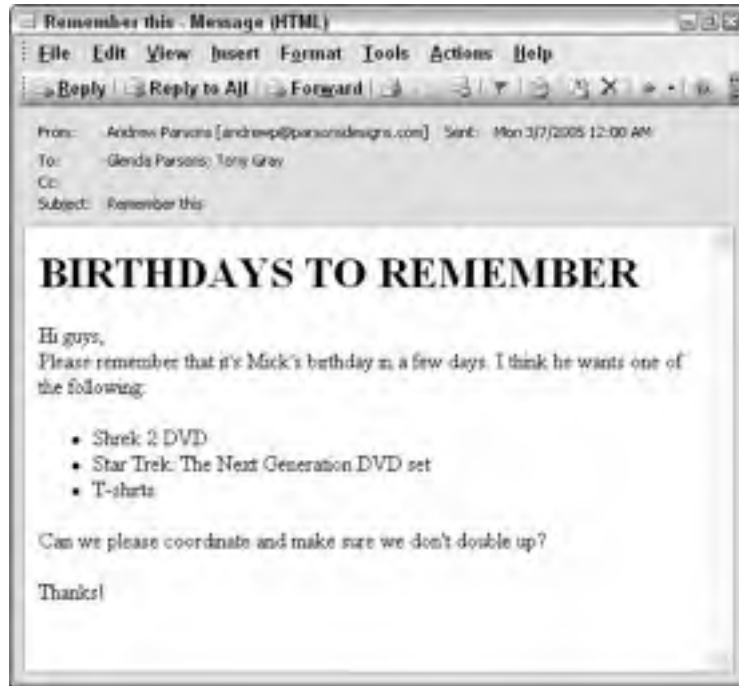 Remember this - Message (HTML)
File Edit View Insert Format Tools Actions Help
Reply Reply to All Forward
From: Andrew Parsons [andrewp@parsonsdesigns.com] Sent: Mon 3/7/2005 12:00 AM
To: Glenda Parsons; Tony Gray
Cc:
Subject: Remember this
BIRTHDAYS TO REMEMBER
Hi guys,
Please remember that it's Mick's birthday in a few days. I think he wants one of
the following:
• Shrek 2 DVD
• Star Trek: The Next Generation DVD set
• T-shirts
Can we please coordinate and make sure we don't double up?
Thanks!